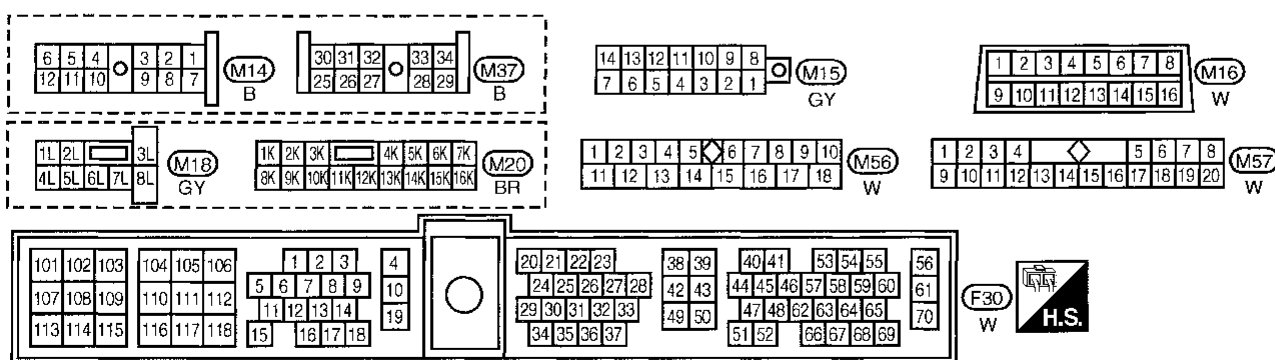 6 5 4 3 2 1
12 11 10 9 8 7
M14
B
30 31 32 33 34
25 26 27 28 29
M37
B
14 13 12 11 10 9 8
7 6 5 4 3 2 1
M15
GY
1 2 3 4 5 6 7 8
9 10 11 12 13 14 15 16
M16
W
1L 2L 3L
4L 5L 6L 7L 8L
M18
GY
1K 2K 3K 4K 5K 6K 7K
8K 9K 10K 11K 12K 13K 14K 15K 16K
M20
BR
1 2 3 4 5 6 7 8 9 10
11 12 13 14 15 16 17 18
M56
W
1 2 3 4 5 6 7 8
9 10 11 12 13 14 15 16 17 18 19 20
M57
W
101 102 103 104 105 106 1 2 3 4 20 21 22 23 38 39 40 41 53 54 55 56
5 6 7 8 9 10 24 25 26 27 28 42 43 44 45 46 57 58 59 60 61
107 108 109 110 111 112 11 12 13 14 29 30 31 32 33 47 48 62 63 64 65
113 114 115 116 117 118 15 16 17 18 19 34 35 36 37 49 50 51 52 66 67 68 69 70
F30
W
H.S.